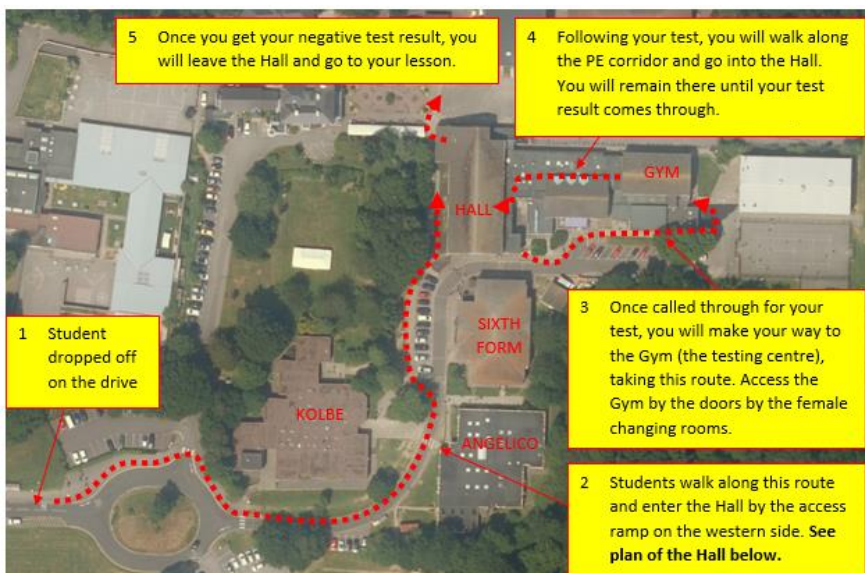 5 Once you get your negative test result, you
will leave the Hall and go to your lesson.
4 Following your test, you will walk along
the PE corridor and go into the Hall.
You will remain there until your test
result comes through.
GYM
HALL
1 Student
dropped off
on the drive
SIXTH
FORM
3 Once called through for your
test, you will make your way to
the Gym (the testing centre),
taking this route. Access the
Gym by the doors by the female
changing rooms.
KOLBE
ANGELICO
2 Students walk along this route
and enter the Hall by the access
ramp on the western side. See
plan of the Hall below.